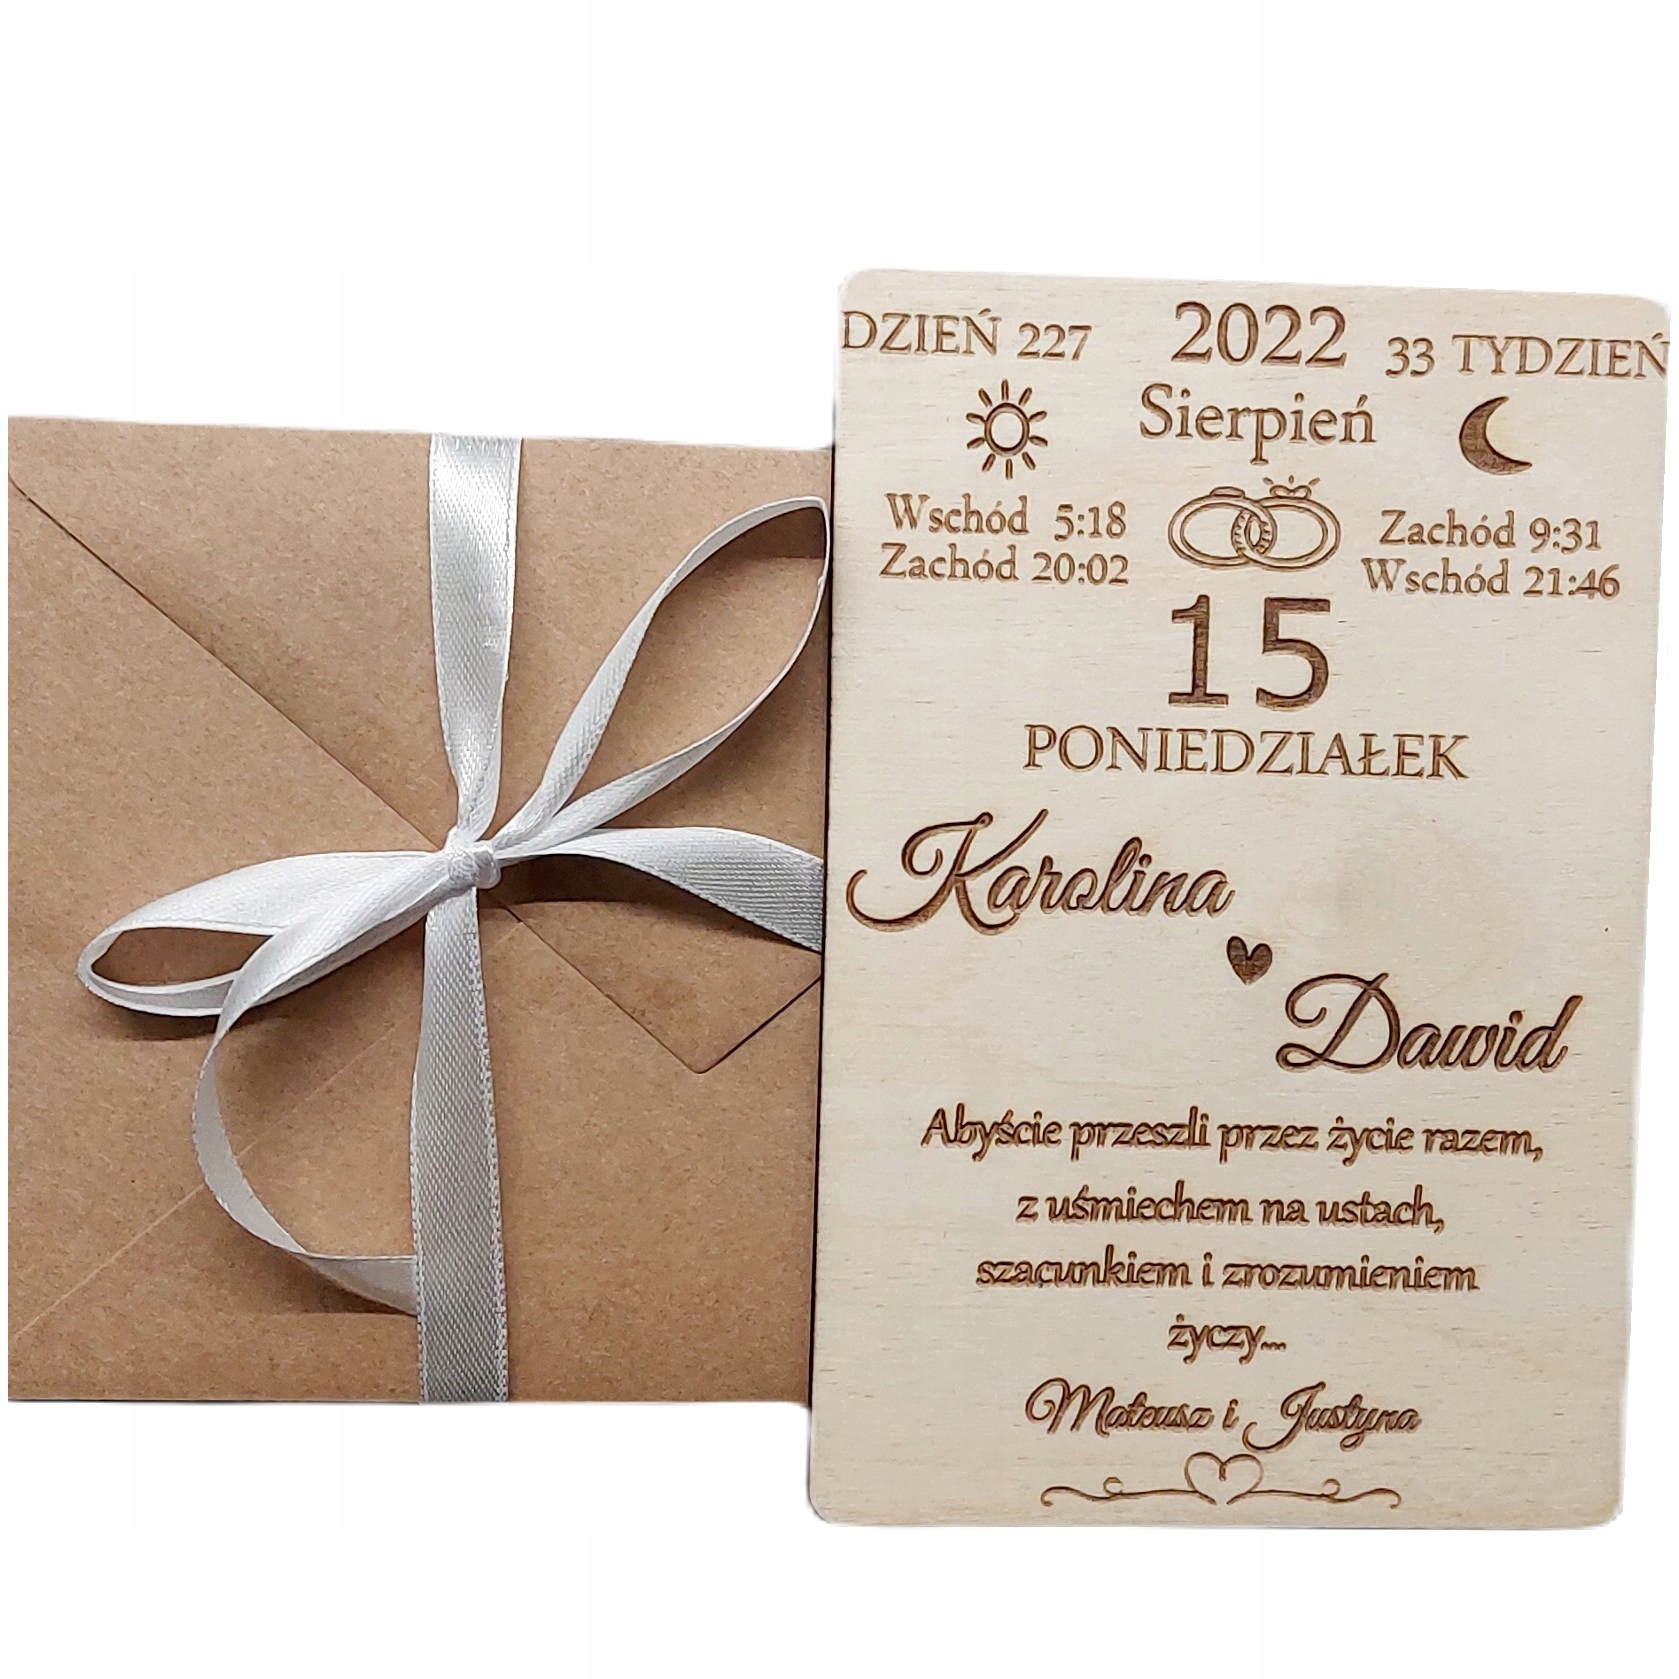 DZIEŃ 227 2022 33 TYDZIEŃ
Sierpień
Wschód 5:18
Zachód 20:02
Zachód 9:31
Wschód 21:46
15
PONIEDZIAŁEK
Karolina
Dawid
Abyście przeszli przez życie razem,
z uśmiechem na ustach,
szacunkiem i zrozumieniem
życzy...
Mateusz i Justyna